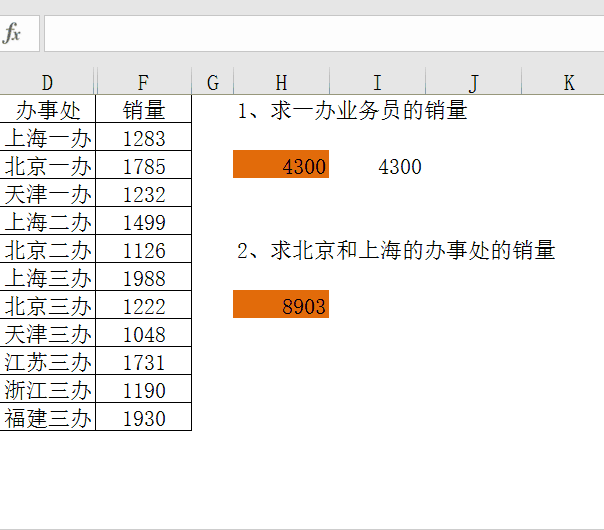 fx
D F G H I J K
办事处 销量 1、求一办业务员的销量
上海一办 1283
北京一办 1785 4300 4300
天津一办 1232
上海二办 1499
北京二办 1126 2、求北京和上海的办事处的销量
上海三办 1988
北京三办 1222 8903
天津三办 1048
江苏三办 1731
浙江三办 1190
福建三办 1930